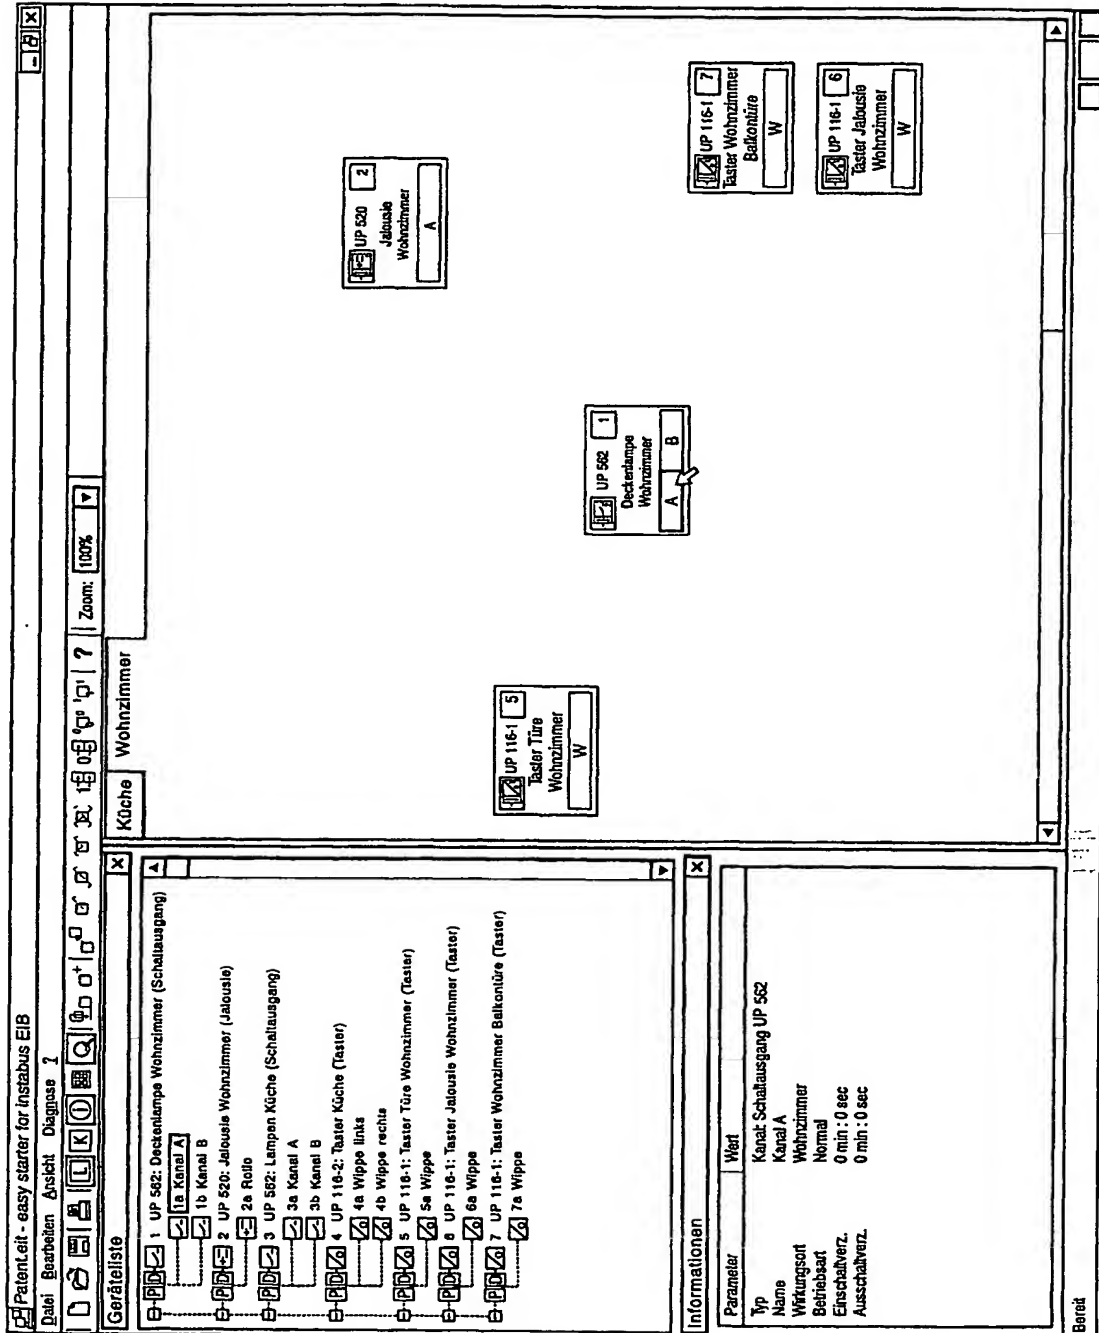 Patent.eit - easy starter for instabus EIB
Datei Bearbeiten Ansicht Diagnose ?
L K ? Zoom: 100%
Geräteliste
1 UP 562: Deckenlampe Wohnzimmer (Schaltausgang)
1a Kanal A
1b Kanal B
2 UP 520: Jalousie Wohnzimmer (Jalousie)
2a Rollo
3 UP 562: Lampen Küche (Schaltausgang)
3a Kanal A
3b Kanal B
4 UP 116-2: Taster Küche (Taster)
4a Wippe links
4b Wippe rechts
5 UP 116-1: Taster Türe Wohnzimmer (Taster)
5a Wippe
6 UP 116-1: Taster Jalousie Wohnzimmer (Taster)
6a Wippe
7 UP 116-1: Taster Wohnzimmer Balkontüre (Taster)
7a Wippe
Informationen
Parameter Wert
Typ Kanal: Schaltausgang UP 562
Name Kanal A
Wirkungsort Wohnzimmer
Betriebsart Normal
Einschaltverz. 0 min : 0 sec
Ausschaltverz. 0 min : 0 sec
Küche Wohnzimmer
UP 520 2
Jalousie
Wohnzimmer
A
UP 116-1 5
Taster Türe
Wohnzimmer
W
UP 562 1
Deckenlampe
Wohnzimmer
A B
UP 116-1 7
Taster Wohnzimmer
Balkontüre
W
UP 116-1 6
Taster Jalousie
Wohnzimmer
W
Bereit